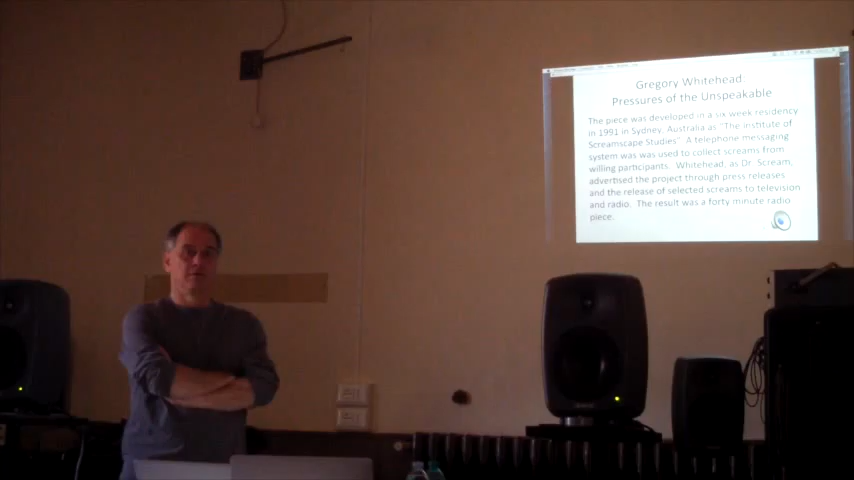 Gregory Whitehead
Pressures of the Unspeakable
The piece was developed in a six week residency
in 1991 in Sydney, Australia as "The institute of
Screamscape Studies". A telephone messaging
system was was used to collect screams from
willing participants. Whitehead, as Dr. Scream,
advertised the project through press releases
and the release of selected screams to television
and radio. The result was a forty minute radio
piece.